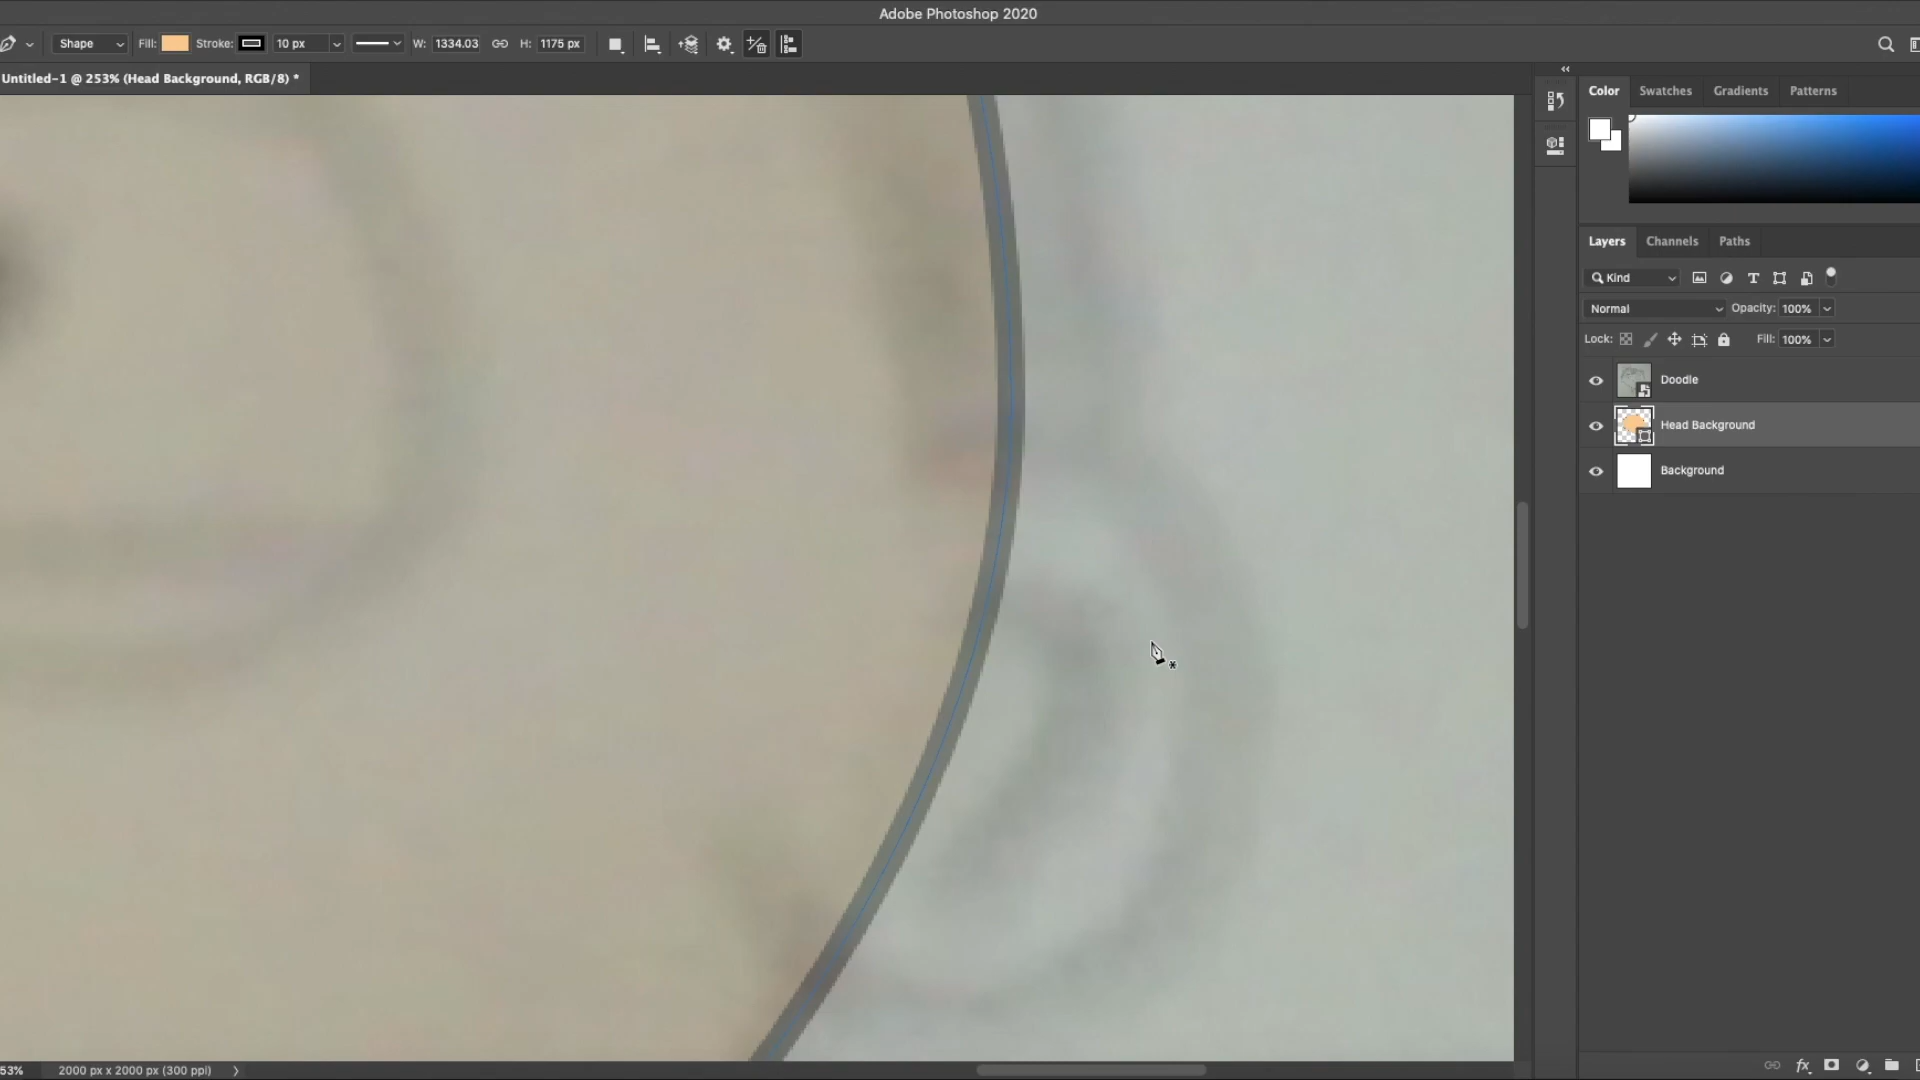 Adobe Photoshop 2020
Shape Fill: Stroke: 10 px W: 1334.03 H: 1175 px
Untitled-1 @ 253% (Head Background, RGB/8) *
Color Swatches Gradients Patterns
Layers Channels Paths
Kind
Normal Opacity: 100%
Lock: Fill: 100%
Doodle
Head Background
Background
53% 2000 px x 2000 px (300 ppi)